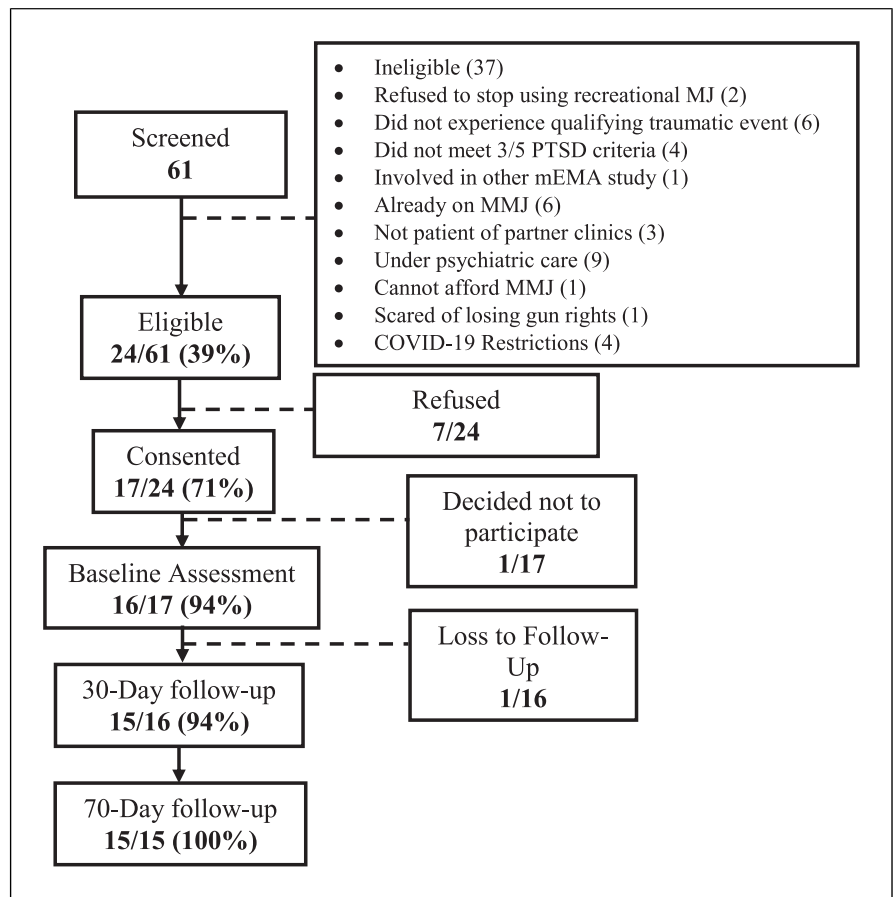 Screened
61
• Ineligible (37)
• Refused to stop using recreational MJ (2)
• Did not experience qualifying traumatic event (6)
• Did not meet 3/5 PTSD criteria (4)
• Involved in other mEMA study (1)
• Already on MMJ (6)
• Not patient of partner clinics (3)
• Under psychiatric care (9)
• Cannot afford MMJ (1)
• Scared of losing gun rights (1)
• COVID-19 Restrictions (4)
Eligible
24/61 (39%)
Refused
7/24
Consented
17/24 (71%)
Decided not to
participate
1/17
Baseline Assessment
16/17 (94%)
Loss to Follow-
Up
1/16
30-Day follow-up
15/16 (94%)
70-Day follow-up
15/15 (100%)